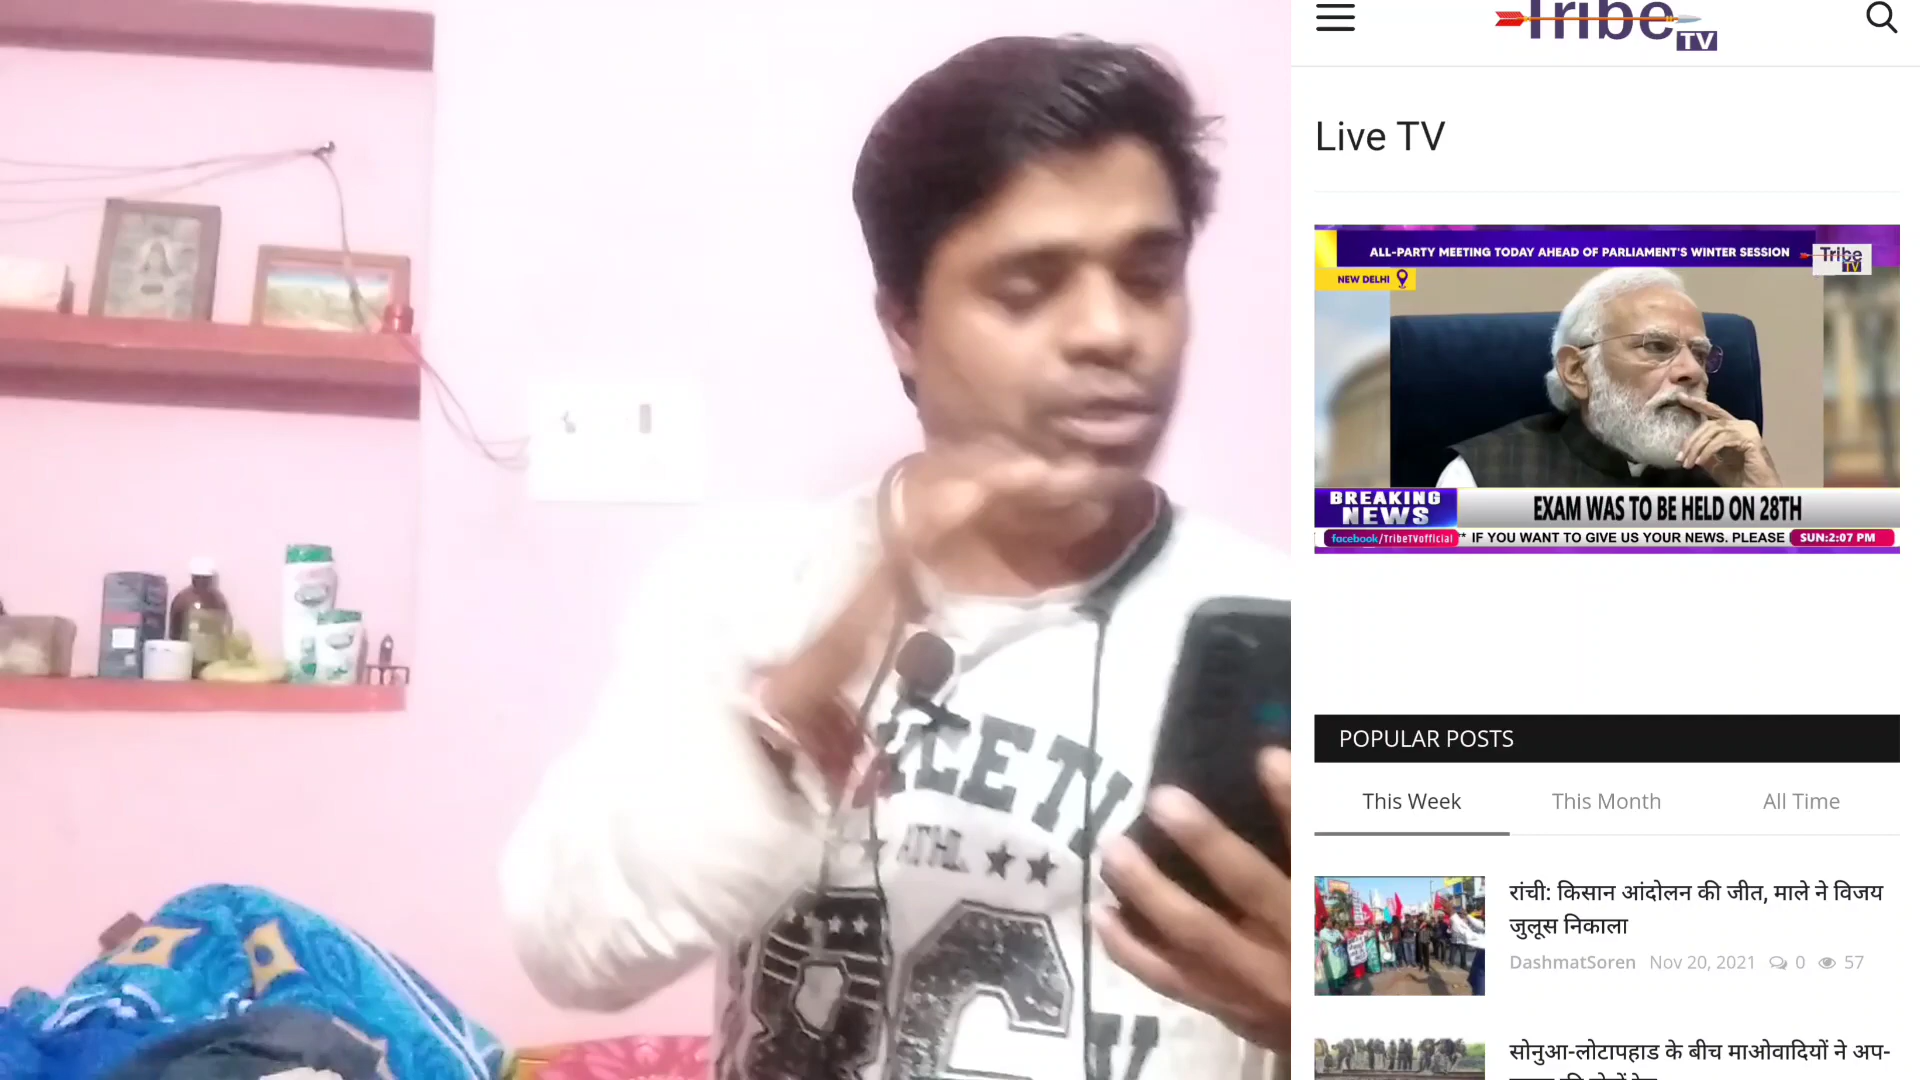 Tribe
TV
Live TV
ALL-PARTY MEETING TODAY AHEAD OF PARLIAMENT'S WINTER SESSION
Tribe
TV
NEW DELHI
BREAKING
NEWS
EXAM WAS TO BE HELD ON 28TH
facebook/TribeTVofficial
** IF YOU WANT TO GIVE US YOUR NEWS. PLEASE
SUN:2:07 PM
POPULAR POSTS
This Week
This Month
All Time
रांची: किसान आंदोलन की जीत, माले ने विजय
जुलूस निकाला
DashmatSoren Nov 20, 2021 0 57
सोनुआ-लोटापहाड के बीच माओवादियों ने अप-
ATHL